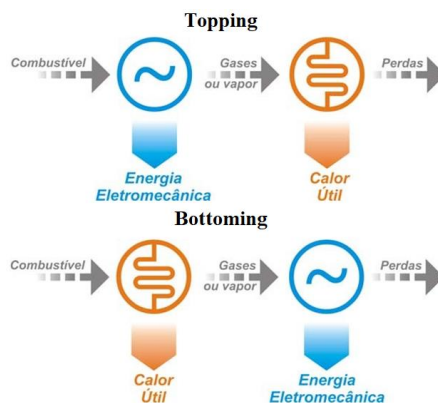 Topping
Combustível
Gases
ou vapor
Perdas
Energia
Eletromecânica
Calor
Útil
Bottoming
Combustível
Gases
ou vapor
Perdas
Calor
Útil
Energia
Eletromecânica